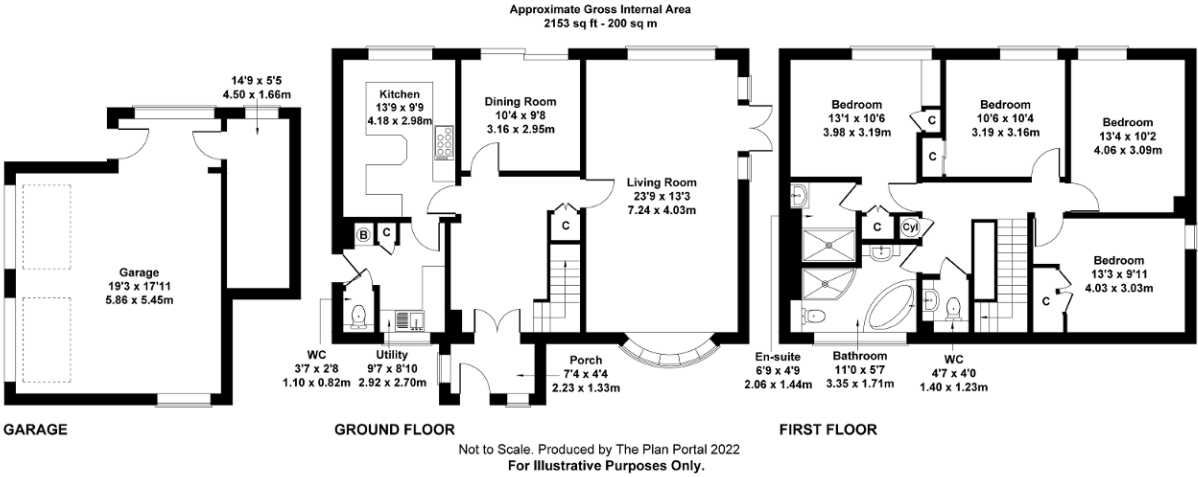 Approximate Gross Internal Area
2153 sq ft - 200 sq m
14'9 x 5'5
4.50 x 1.66m
Garage
19'3 x 17'11
5.86 x 5.45m
GARAGE
Kitchen
13'9 x 9'9
4.18 x 2.98m
Dining Room
10'4 x 9'8
3.16 x 2.95m
Living Room
23'9 x 13'3
7.24 x 4.03m
B
C
C
WC
3'7 x 2'8
1.10 x 0.82m
Utility
9'7 x 8'10
2.92 x 2.70m
Porch
7'4 x 4'4
2.23 x 1.33m
GROUND FLOOR
Bedroom
13'1 x 10'6
3.98 x 3.19m
Bedroom
10'6 x 10'4
3.19 x 3.16m
Bedroom
13'4 x 10'2
4.06 x 3.09m
C
C
C
Cyl
Bedroom
13'3 x 9'11
4.03 x 3.03m
C
En-suite
6'9 x 4'9
2.06 x 1.44m
Bathroom
11'0 x 5'7
3.35 x 1.71m
WC
4'7 x 4'0
1.40 x 1.23m
FIRST FLOOR
Not to Scale. Produced by The Plan Portal 2022
For Illustrative Purposes Only.